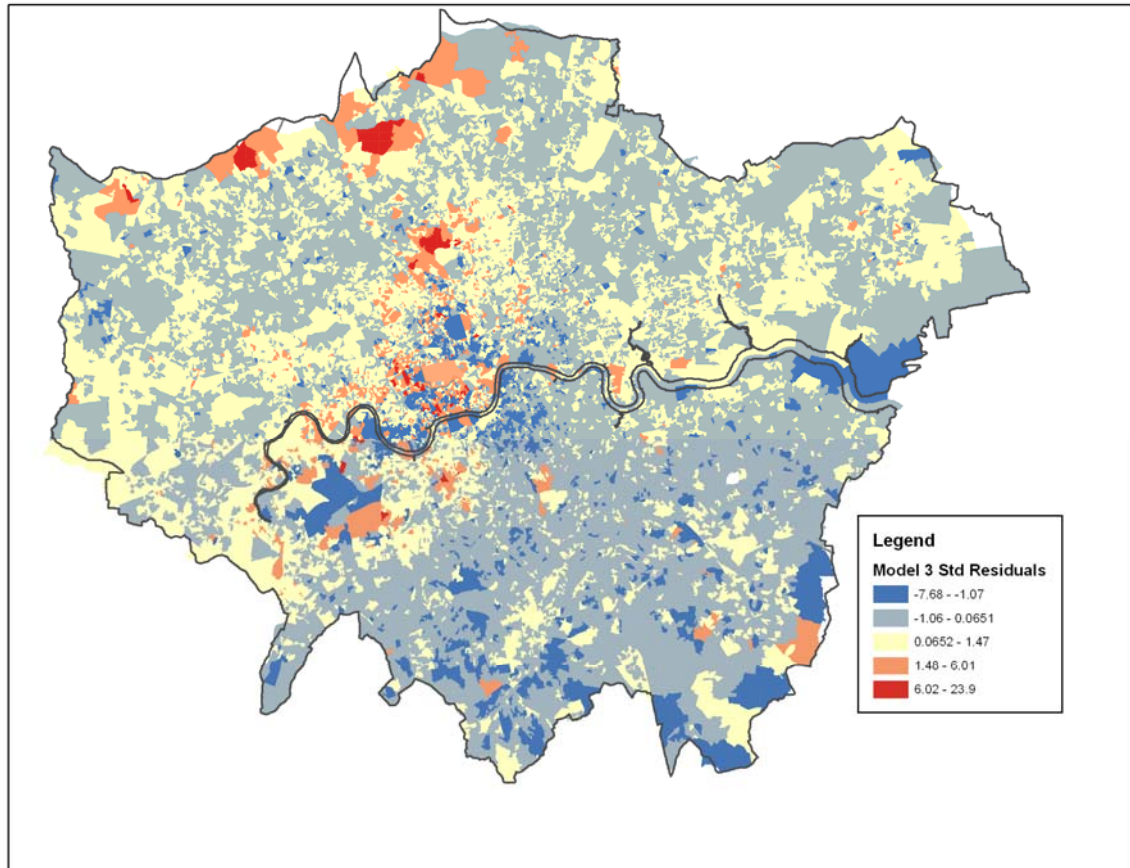 Legend
Model 3 Std Residuals
-7.68 - -1.07
-1.06 - 0.0651
0.0652 - 1.47
1.48 - 6.01
6.02 - 23.9